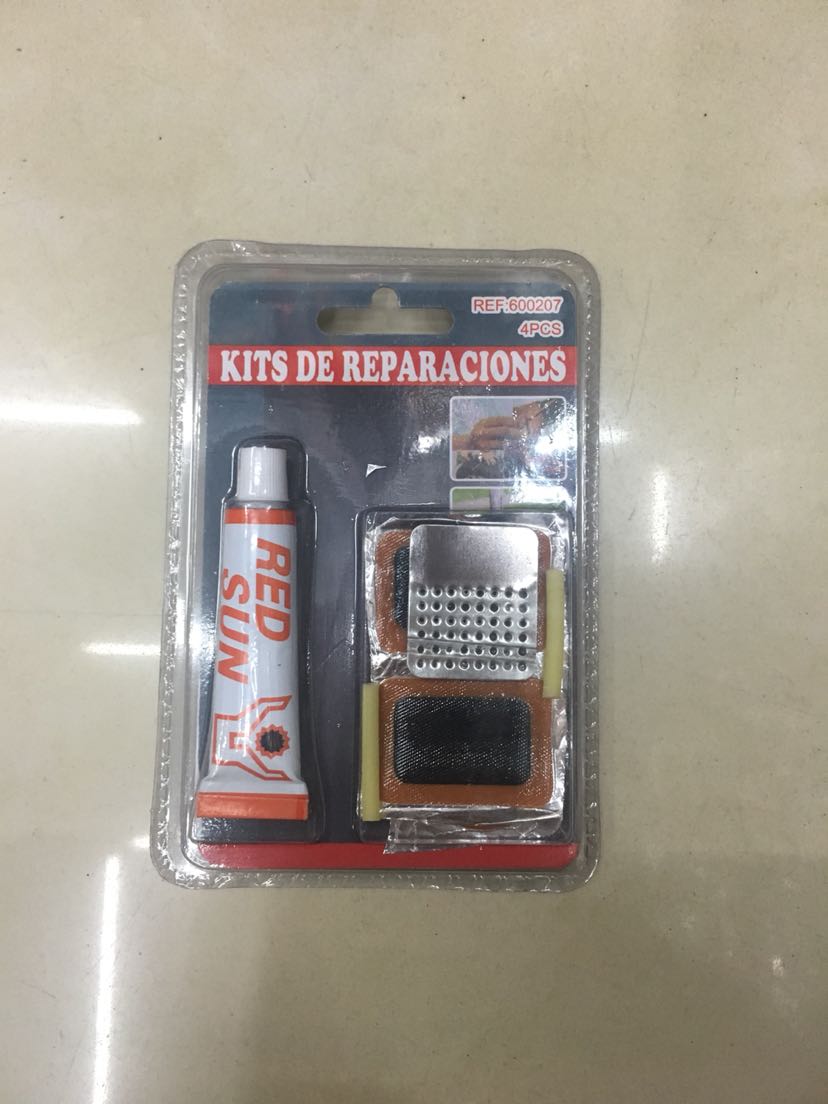 REF:600207
4PCS
KITS DE REPARACIONES
RED
SUN